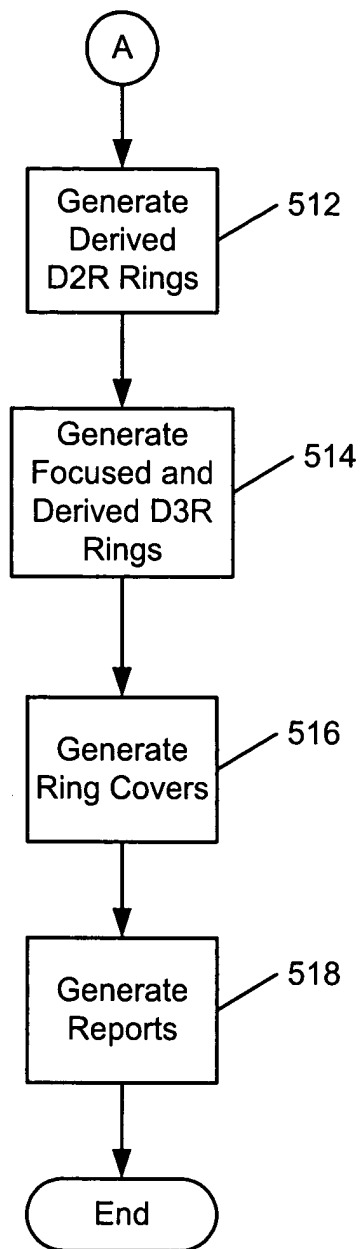 A
Generate
Derived
D2R Rings
512
Generate
Focused and
Derived D3R
Rings
514
Generate
Ring Covers
516
Generate
Reports
518
End